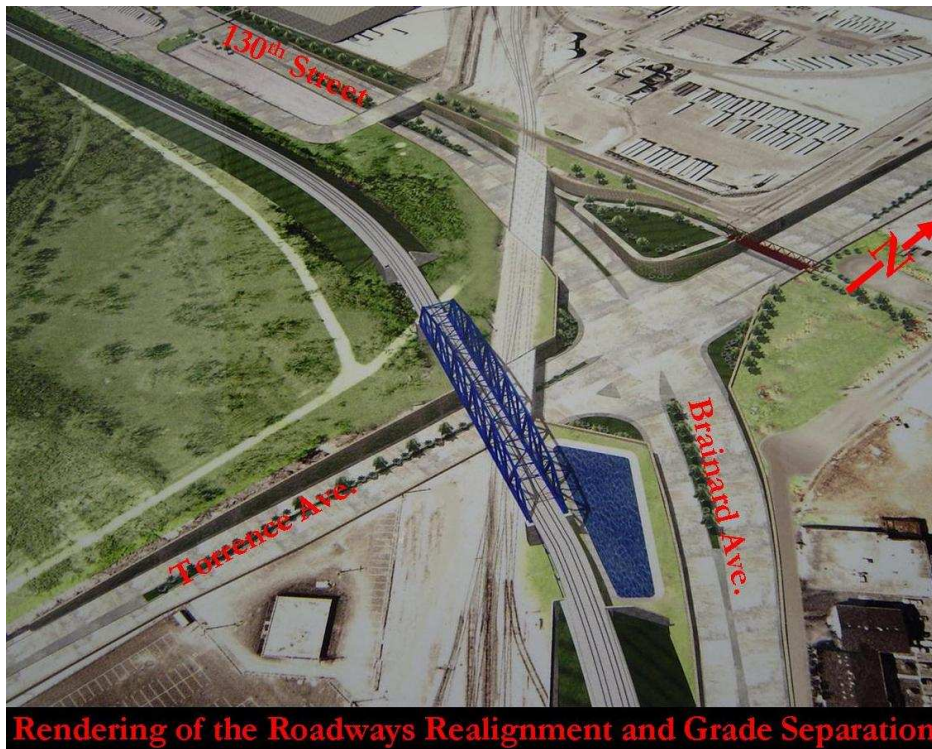 130th Street
N
Brainard Ave.
Torrence Ave.
Rendering of the Roadways Realignment and Grade Separation